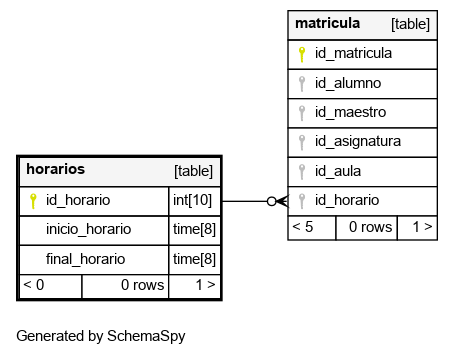 matricula [table]
id_matricula
id_alumno
id_maestro
id_asignatura
id_aula
id_horario
< 5 0 rows 1 >
horarios [table]
id_horario int[10]
inicio_horario time[8]
final_horario time[8]
< 0 0 rows 1 >
Generated by SchemaSpy